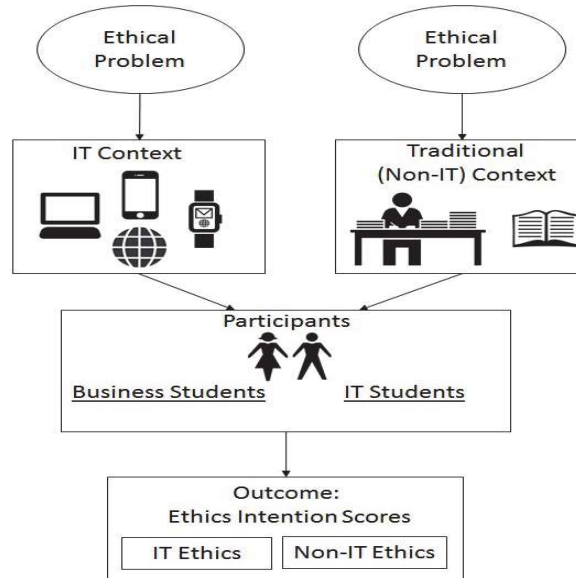 Ethical
Problem
Ethical
Problem
IT Context
Traditional
(Non-IT) Context
Participants
Business Students
IT Students
Outcome:
Ethics Intention Scores
IT Ethics
Non-IT Ethics